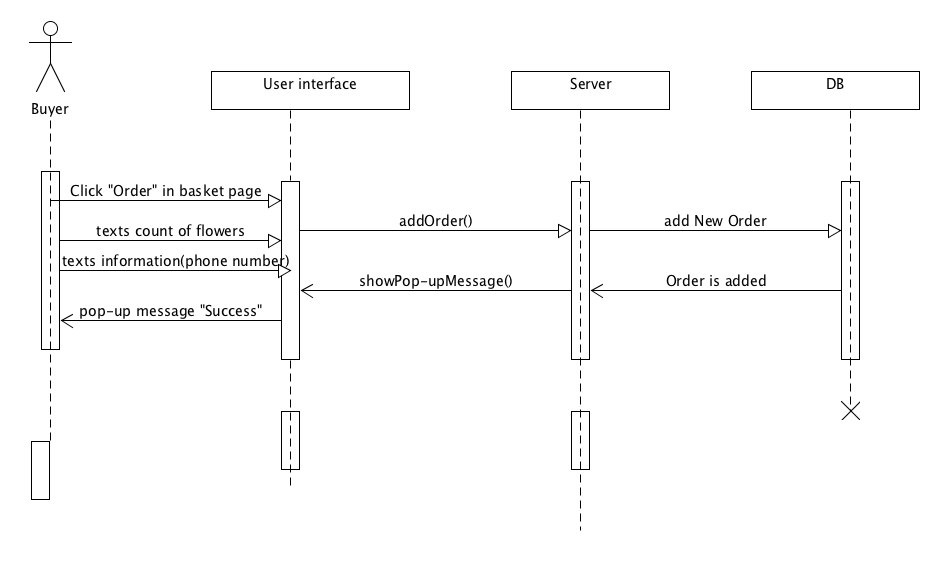 Buyer
User interface
Server
DB
Click "Order" in basket page
texts count of flowers
addOrder()
add New Order
texts information(phone number)
showPop-upMessage()
Order is added
pop-up message "Success"